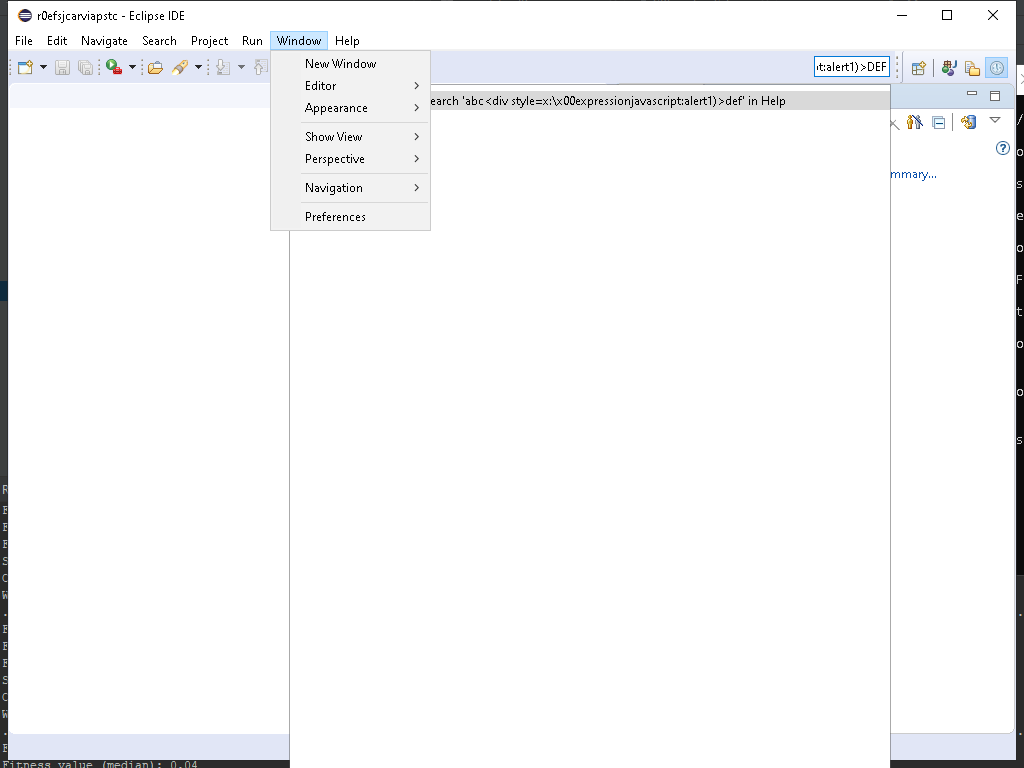 r0efsjcarviapstc - Eclipse IDE
File Edit Navigate Search Project Run Window Help
New Window
t:alert1)>DEF
Editor
Appearance
earch 'abc<div style=x:\x00expressionjavascript:alert1)>def' in Help
Show View
Perspective
mmary...
Navigation
Preferences
Fitness value (median): 0.04